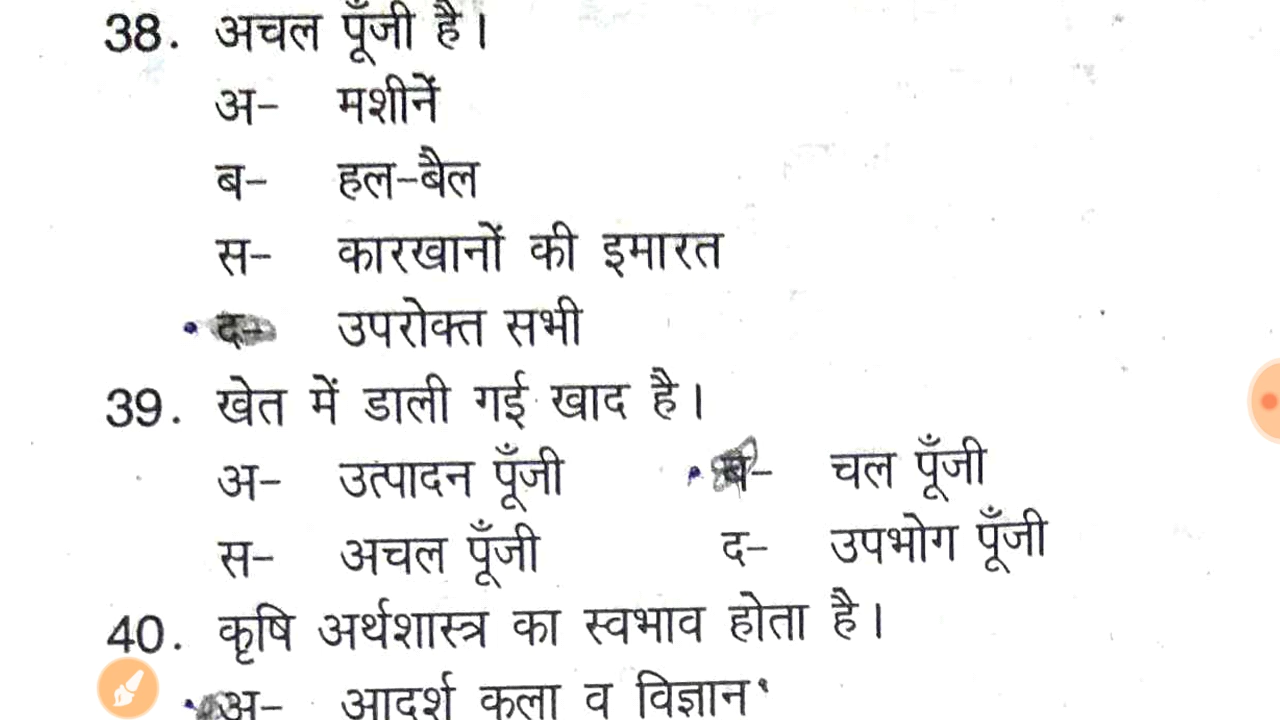 38. अचल पूँजी है।
अ- मशीनें
ब- हल-बैल
स- कारखानों की इमारत
द- उपरोक्त सभी
39. खेत में डाली गई खाद है।
अ- उत्पादन पूँजी ब- चल पूँजी
स- अचल पूँजी द- उपभोग पूँजी
40. कृषि अर्थशास्त्र का स्वभाव होता है।
अ- आदर्श कला व विज्ञान